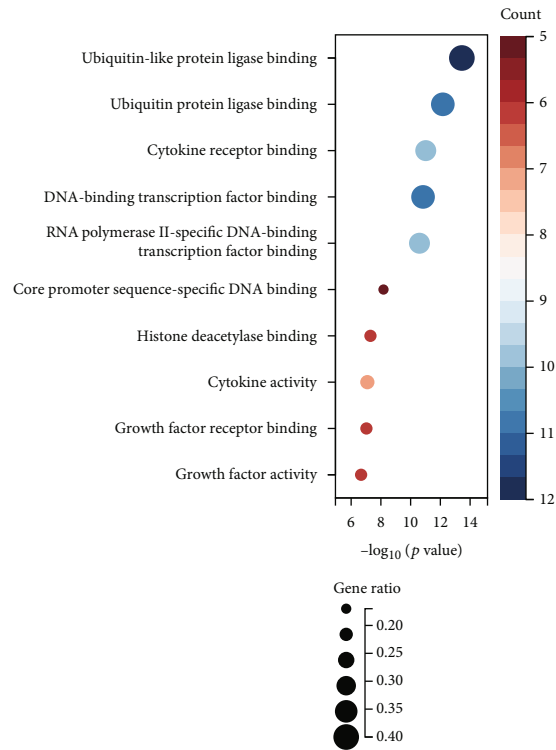 Count
Ubiquitin-like protein ligase binding
Ubiquitin protein ligase binding
Cytokine receptor binding
DNA-binding transcription factor binding
RNA polymerase II-specific DNA-binding
transcription factor binding
Core promoter sequence-specific DNA binding
Histone deacetylase binding
Cytokine activity
Growth factor receptor binding
Growth factor activity
5
6
7
8
9
10
11
12
6 8 10 12 14
–log10 (p value)
Gene ratio
0.20
0.25
0.30
0.35
0.40